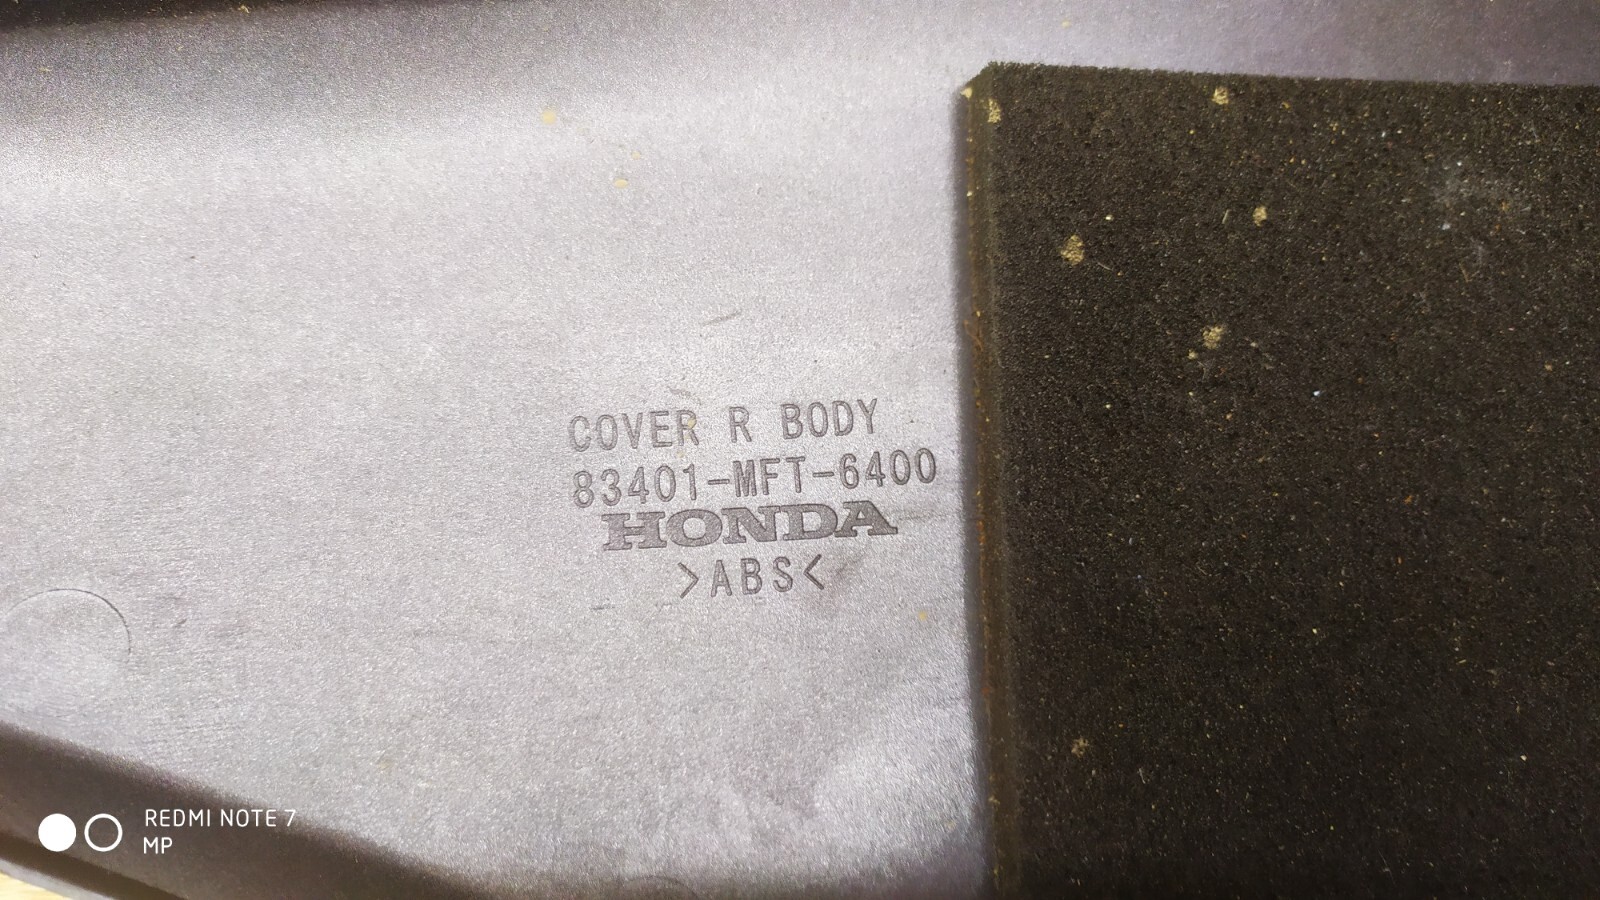 COVER R BODY
83401-MFT-6400
HONDA
>ABS<
REDMI NOTE 7
MP